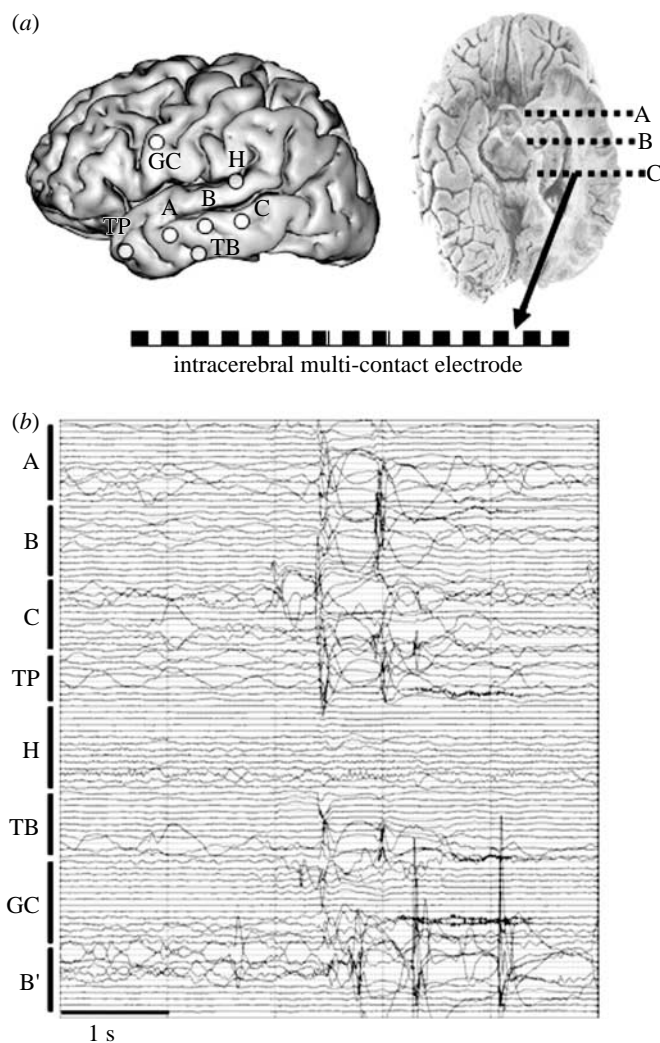 (a)
GC
H
TP
A
B
C
TB
A
B
C
intracerebral multi-contact electrode
(b)
A
B
C
TP
H
TB
GC
B'
1 s